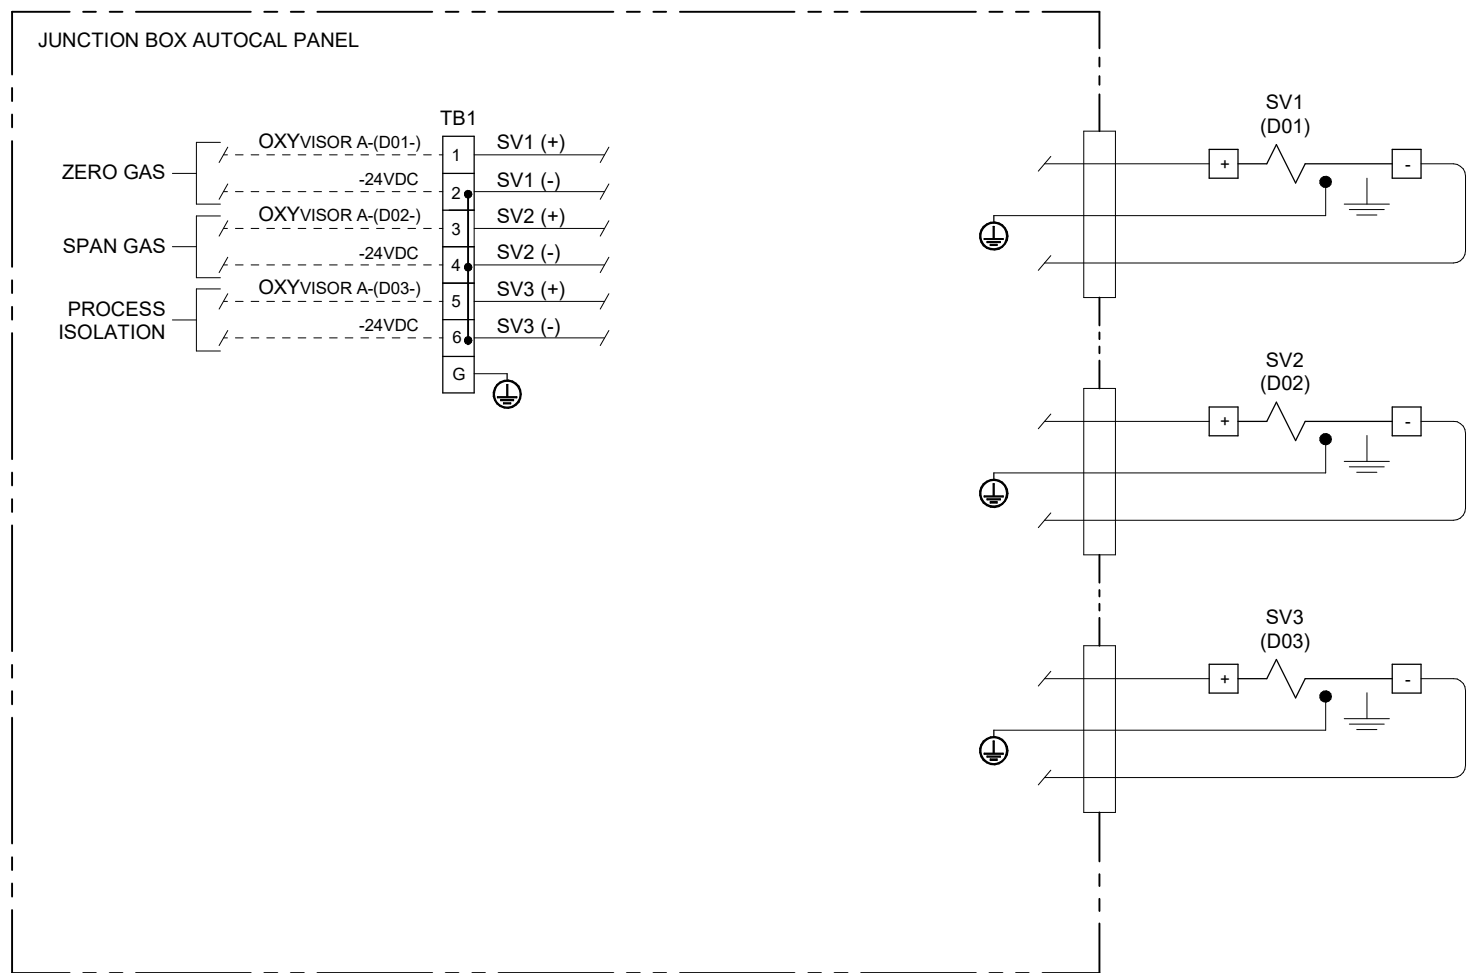 JUNCTION BOX AUTOCAL PANEL
TB1
ZERO GAS
OXYVISOR A-(D01-)
1
SV1 (+)
-24VDC
2
SV1 (-)
SPAN GAS
OXYVISOR A-(D02-)
3
SV2 (+)
-24VDC
4
SV2 (-)
PROCESS
ISOLATION
OXYVISOR A-(D03-)
5
SV3 (+)
-24VDC
6
SV3 (-)
G
SV1
(D01)
+ -
SV2
(D02)
+ -
SV3
(D03)
+ -